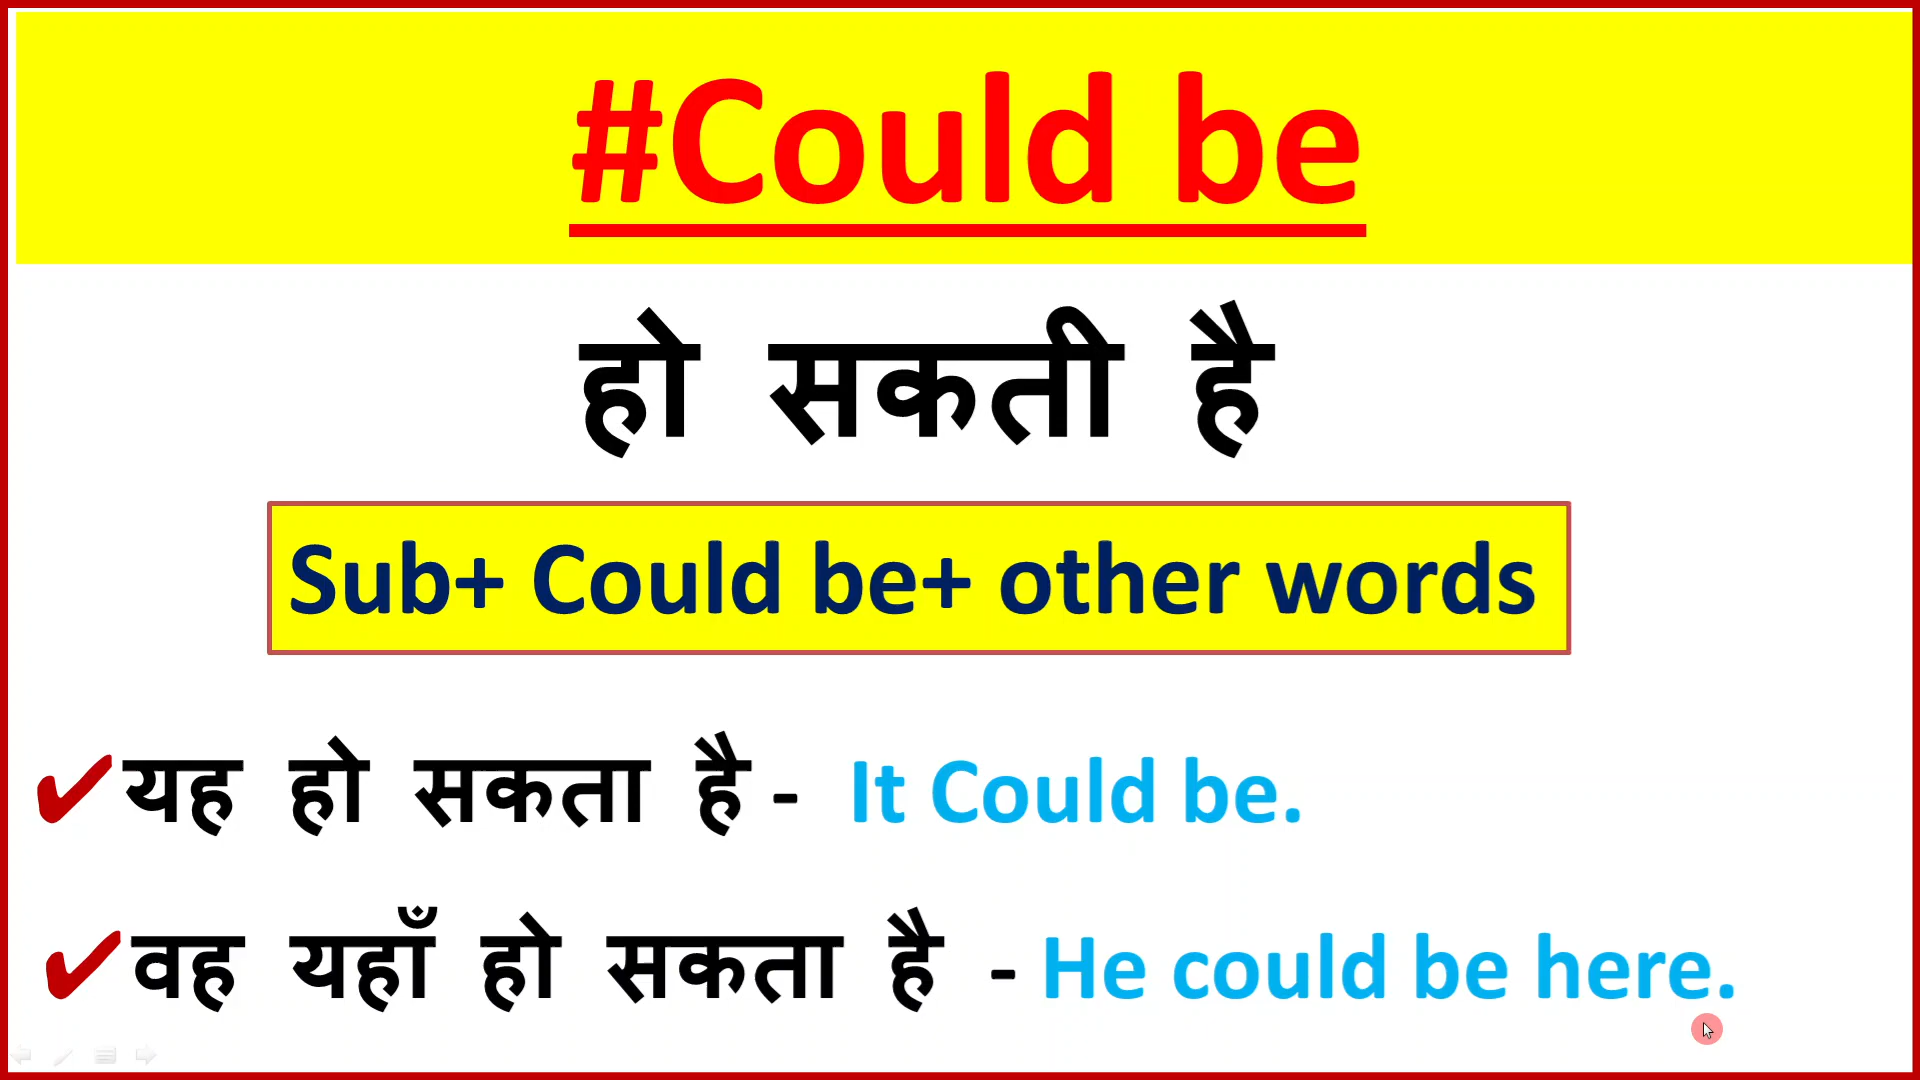 #Could be
हो सकती है
Sub+ Could be+ other words
✔यह हो सकता है - It Could be.
✔वह यहाँ हो सकता है - He could be here.